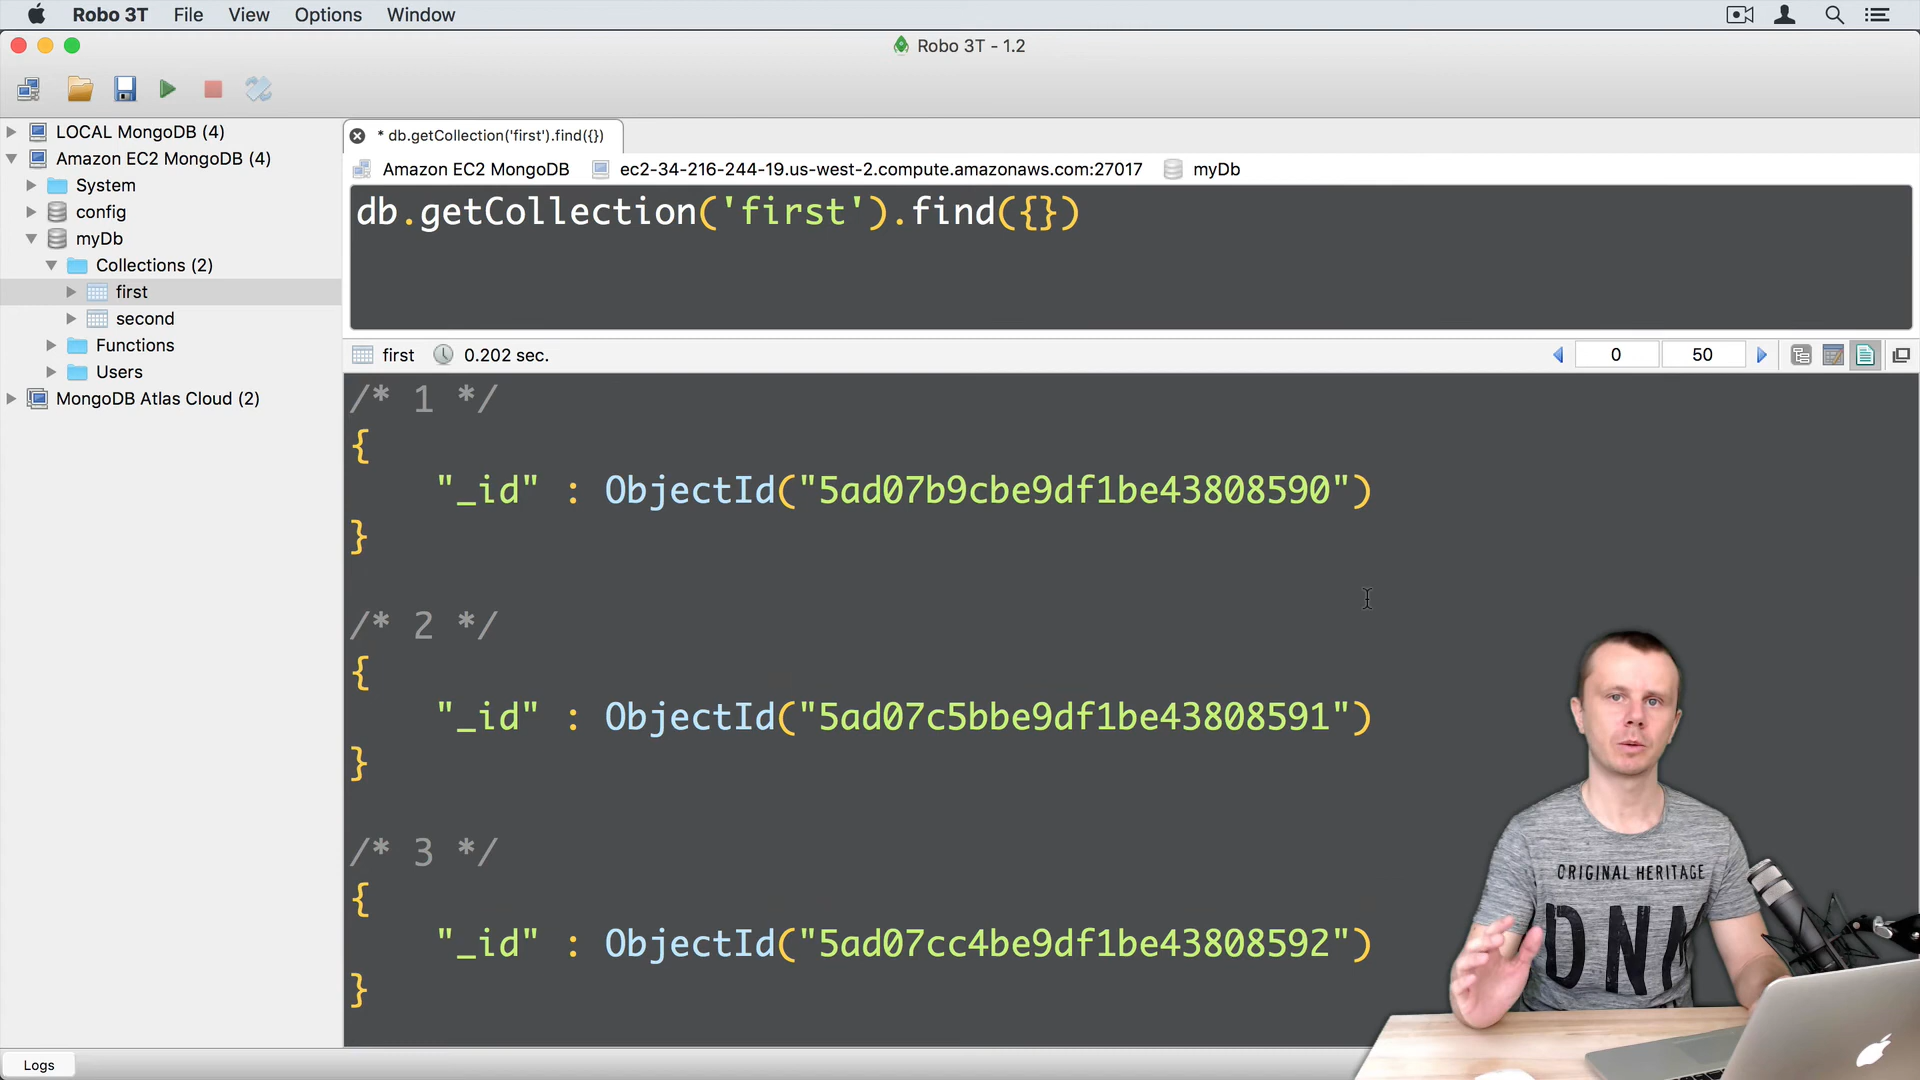 Robo 3T File View Options Window
Robo 3T - 1.2
LOCAL MongoDB (4)
Amazon EC2 MongoDB (4)
System
config
myDb
Collections (2)
first
second
Functions
Users
MongoDB Atlas Cloud (2)
* db.getCollection('first').find({})
Amazon EC2 MongoDB ec2-34-216-244-19.us-west-2.compute.amazonaws.com:27017 myDb
db.getCollection('first').find({})
first 0.202 sec. 0 50
/* 1 */
{
"_id" : ObjectId("5ad07b9cbe9df1be43808590")
}
/* 2 */
{
"_id" : ObjectId("5ad07c5bbe9df1be43808591")
}
/* 3 */
{
"_id" : ObjectId("5ad07cc4be9df1be43808592")
}
ORIGINAL HERITAGE
DNA
Logs